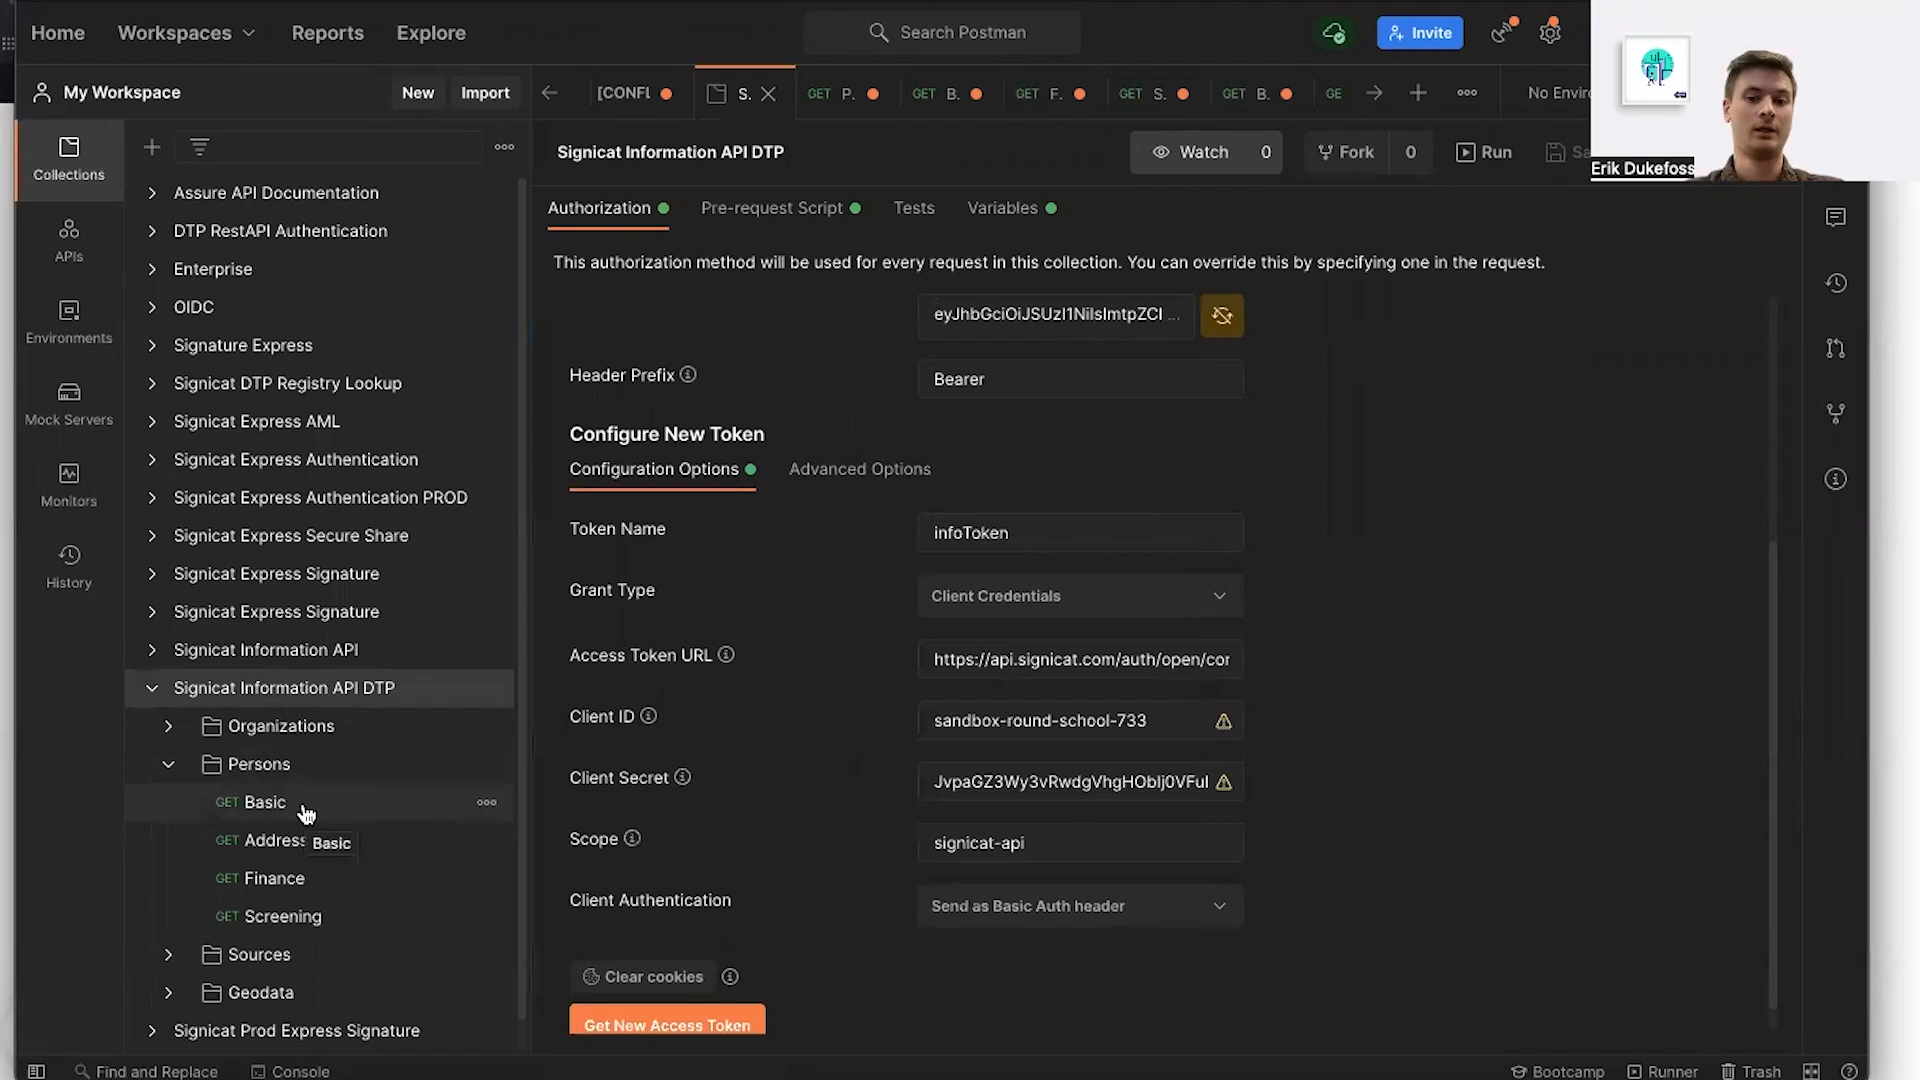 Home Workspaces Reports Explore Search Postman Invite
My Workspace New Import
[CONFL S. GET P. GET B. GET F. GET S. GET B. GE No Enviro
Collections
APIs
Environments
Mock Servers
Monitors
History
Assure API Documentation
DTP RestAPI Authentication
Enterprise
OIDC
Signature Express
Signicat DTP Registry Lookup
Signicat Express AML
Signicat Express Authentication
Signicat Express Authentication PROD
Signicat Express Secure Share
Signicat Express Signature
Signicat Express Signature
Signicat Information API
Signicat Information API DTP
Organizations
Persons
GET Basic
GET Address
Basic
GET Finance
GET Screening
Sources
Geodata
Signicat Prod Express Signature
Signicat Information API DTP Watch 0 Fork 0 Run Sa
Erik Dukefoss
Authorization Pre-request Script Tests Variables
This authorization method will be used for every request in this collection. You can override this by specifying one in the request.
eyJhbGciOiJSUzI1NiIsImtpZCI ...
Header Prefix Bearer
Configure New Token
Configuration Options Advanced Options
Token Name infoToken
Grant Type Client Credentials
Access Token URL https://api.signicat.com/auth/open/cor
Client ID sandbox-round-school-733
Client Secret JvpaGZ3Wy3vRwdgVhgHOblj0VFul
Scope signicat-api
Client Authentication Send as Basic Auth header
Clear cookies
Get New Access Token
Find and Replace Console Bootcamp Runner Trash